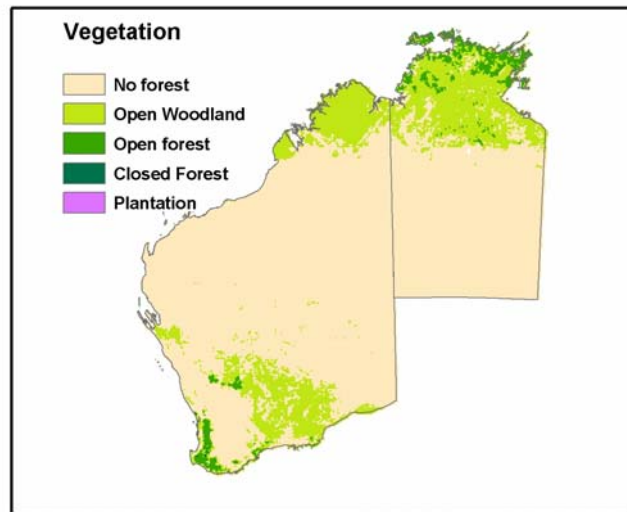 Vegetation
No forest
Open Woodland
Open forest
Closed Forest
Plantation